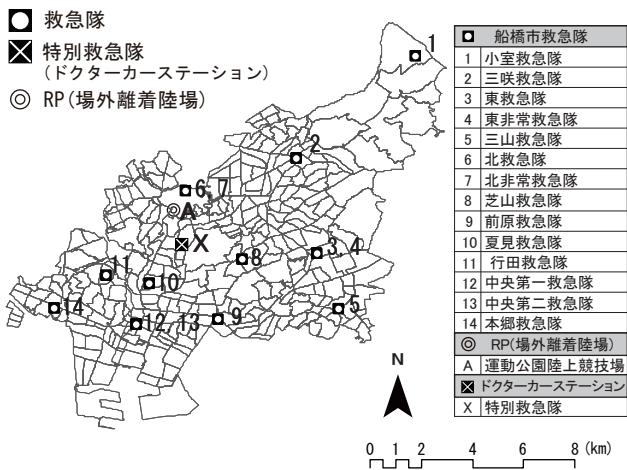 救急隊
特別救急隊
(ドクターカーステーション)
RP(場外離着陸場)
1
2
6, 7
A
X
8
3, 4
11
10
14
12, 13
9
5
N
0 1 2 4 6 8 (km)
船橋市救急隊
1 小室救急隊
2 三咲救急隊
3 東救急隊
4 東非常救急隊
5 三山救急隊
6 北救急隊
7 北非常救急隊
8 芝山救急隊
9 前原救急隊
10 夏見救急隊
11 行田救急隊
12 中央第一救急隊
13 中央第二救急隊
14 本郷救急隊
RP(場外離着陸場)
A 運動公園陸上競技場
ドクターカーステーション
X 特別救急隊